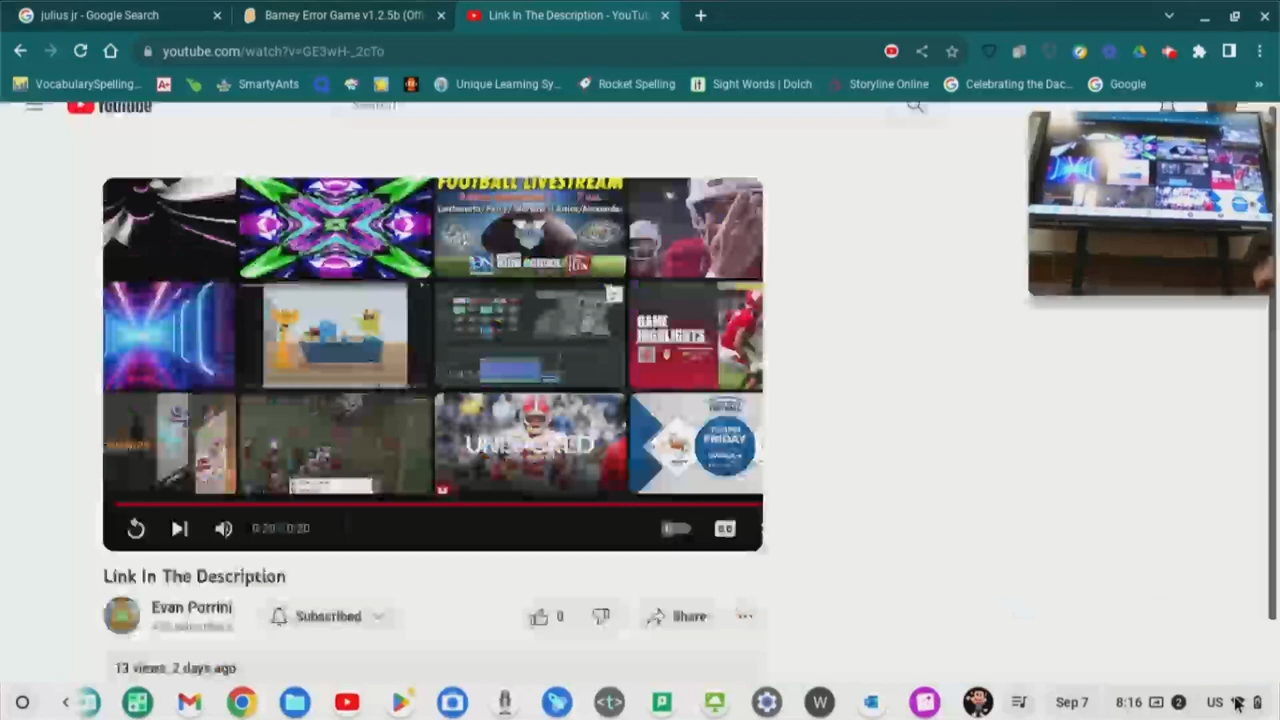 julius jr - Google Search
Barney Error Game v1.2.5b (Offi
Link In The Description - YouTub
youtube.com/watch?v=GE3wH-_2cTo
VocabularySpelling...
A+
SmartyAnts
Unique Learning Sy...
Rocket Spelling
Sight Words | Dolch
Storyline Online
Celebrating the Dac...
Google
YouTube
FOOTBALL LIVESTREAM
GAME
HIGHLIGHTS
FRIDAY
0:20 0:20
Link In The Description
Evan Porrini
Subscribed
0
Share
13 views 2 days ago
Sep 7
8:16
2
US